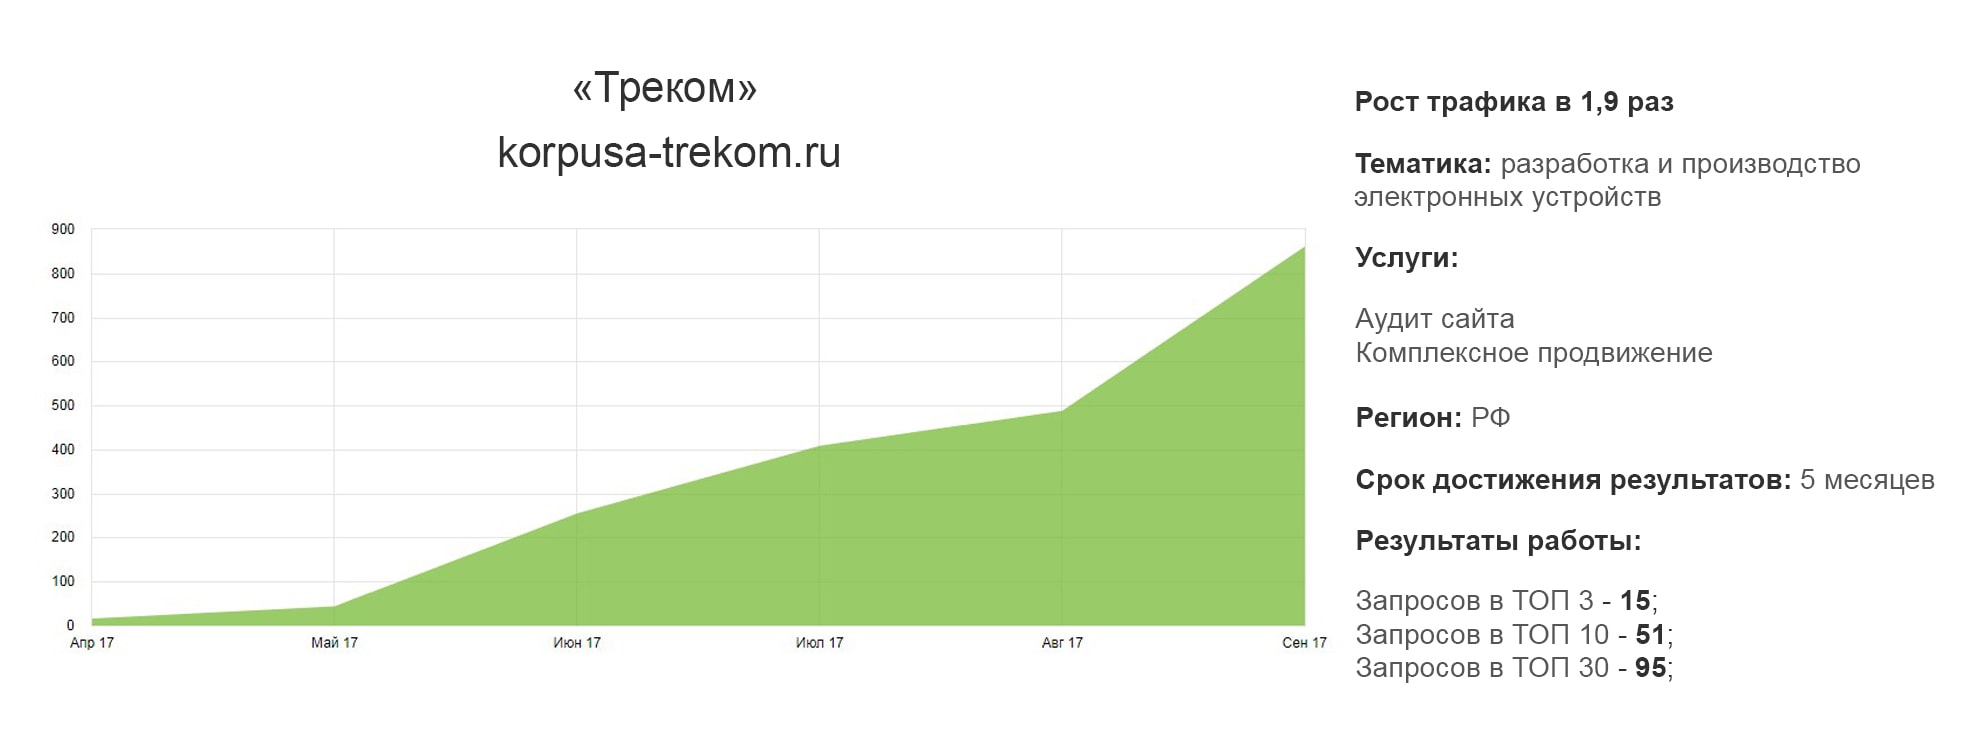 «Треком»
korpusa-trekom.ru
900
800
700
600
500
400
300
200
100
0
Апр 17 Май 17 Июн 17 Июл 17 Авг 17 Сен 17
Рост трафика в 1,9 раз
Тематика: разработка и производство
электронных устройств
Услуги:
Аудит сайта
Комплексное продвижение
Регион: РФ
Срок достижения результатов: 5 месяцев
Результаты работы:
Запросов в ТОП 3 - 15;
Запросов в ТОП 10 - 51;
Запросов в ТОП 30 - 95;